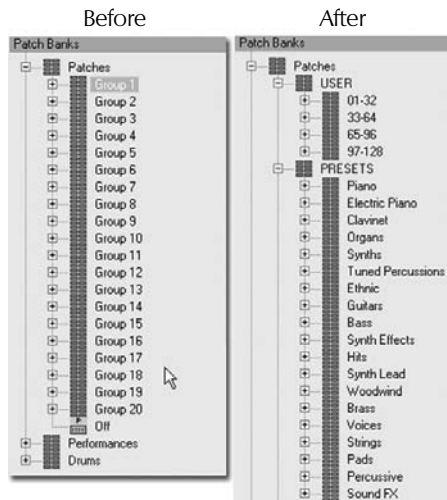 Before
Patch Banks
Patches
Group 1
Group 2
Group 3
Group 4
Group 5
Group 6
Group 7
Group 8
Group 9
Group 10
Group 11
Group 12
Group 13
Group 14
Group 15
Group 16
Group 17
Group 18
Group 19
Group 20
Off
Performances
Drums
After
Patch Banks
Patches
USER
01-32
33-64
65-96
97-128
PRESETS
Piano
Electric Piano
Clavinet
Organs
Synths
Tuned Percussions
Ethnic
Guitars
Bass
Synth Effects
Hits
Synth Lead
Woodwind
Brass
Voices
Strings
Pads
Percussive
Sound FX